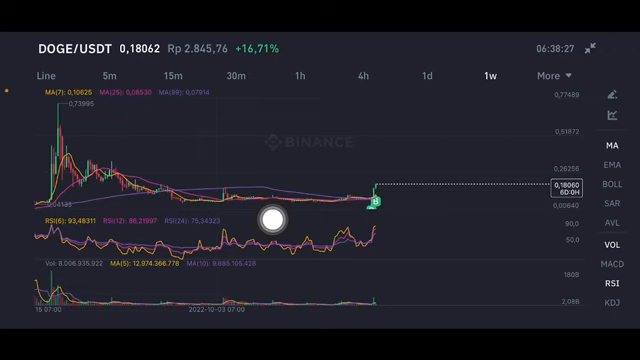 DOGE/USDT 0,18062 Rp 2.845,76 +16,71% 06:38:27
Line 5m 15m 30m 1h 4h 1d 1w More
MA(7): 0,10625 MA(25): 0,08530 MA(99): 0,07914
0,77489
0,73995
0,51872
BINANCE
0,26256
0,18060
6D:0H
0,04135
0,00640
RSI(6): 93,48311 RSI(12): 86,21997 RSI(24): 75,34323
90,0
50,0
Vol: 8.006.935.922 MA(5): 12.974.366.778 MA(10): 9.685.105.428
180B
2,08B
15 07:00 2022-10-03 07:00
MA
EMA
BOLL
SAR
AVL
VOL
MACD
RSI
KDJ